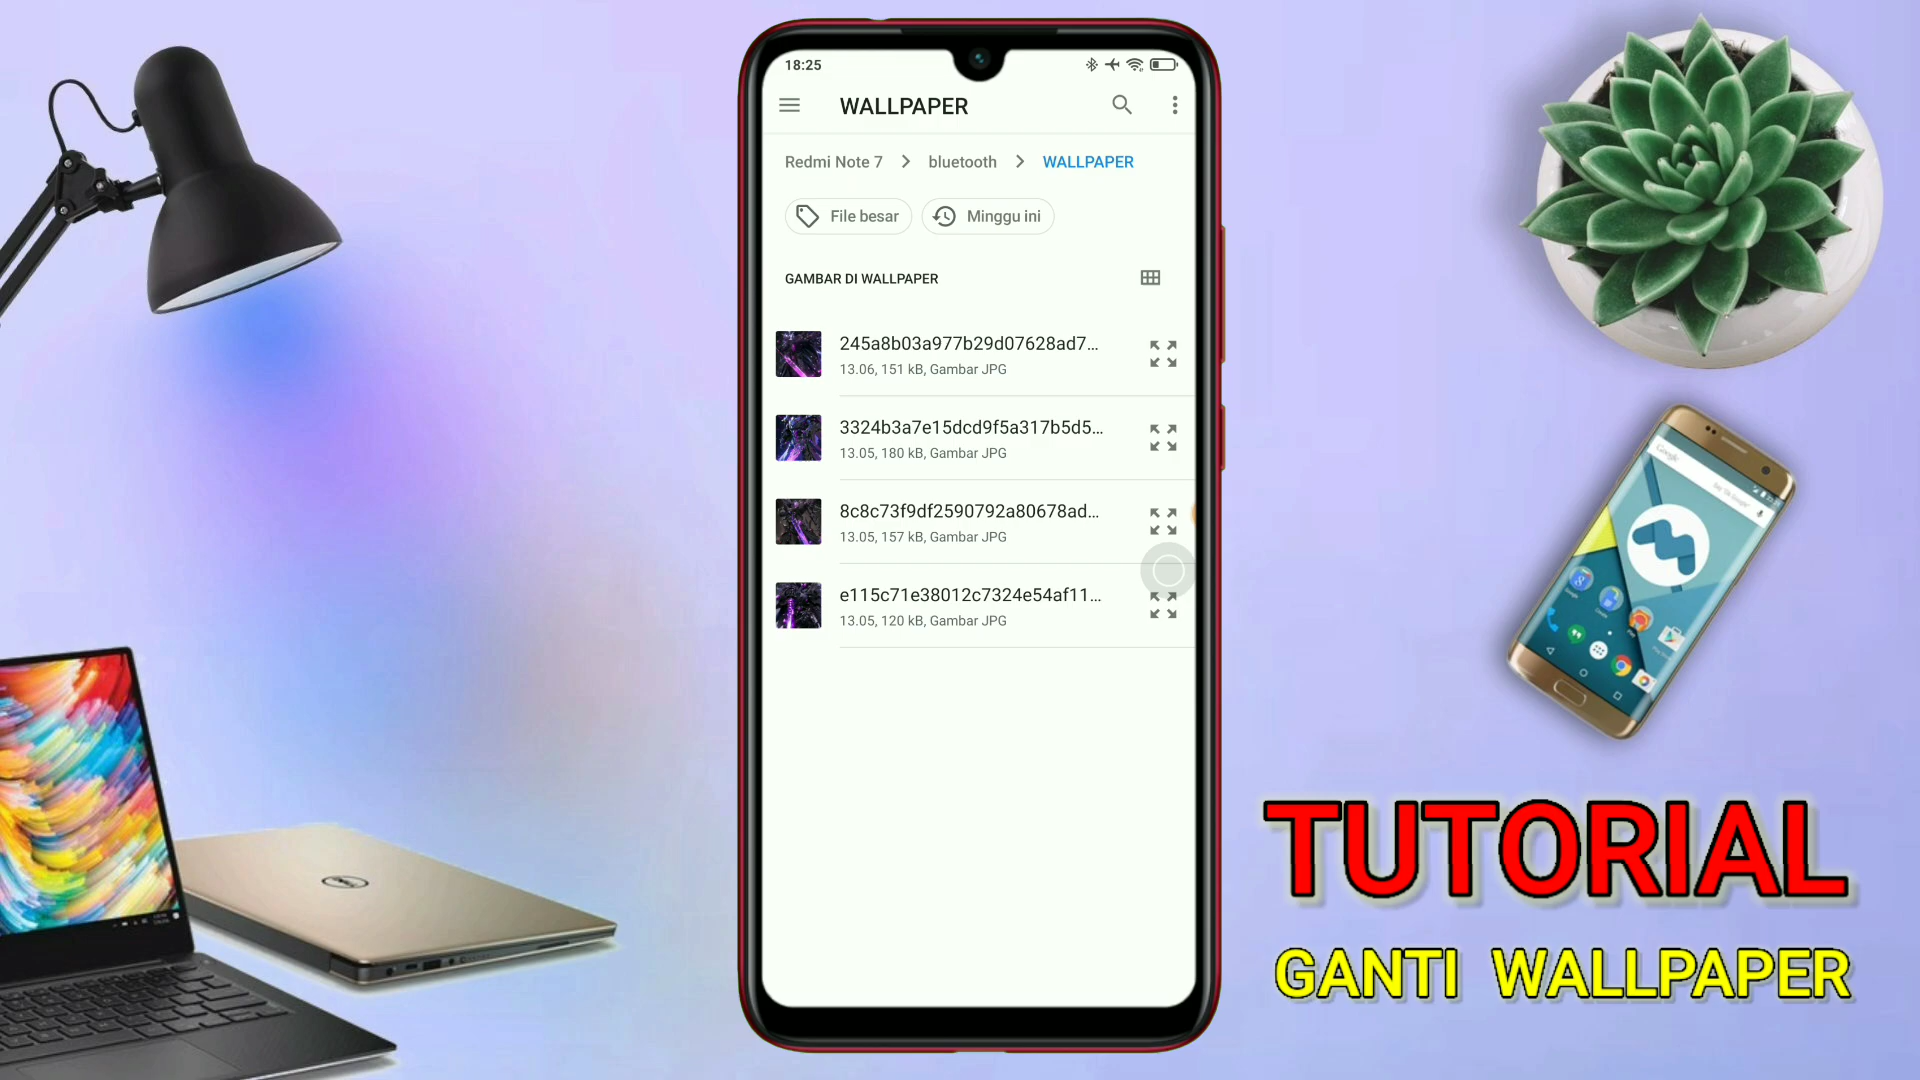 18:25
WALLPAPER
Redmi Note 7 bluetooth WALLPAPER
File besar Minggu ini
GAMBAR DI WALLPAPER
245a8b03a977b29d07628ad7...
13.06, 151 kB, Gambar JPG
3324b3a7e15dcd9f5a317b5d5...
13.05, 180 kB, Gambar JPG
8c8c73f9df2590792a80678ad...
13.05, 157 kB, Gambar JPG
e115c71e38012c7324e54af11...
13.05, 120 kB, Gambar JPG
Google
DELL
TUTORIAL
GANTI WALLPAPER